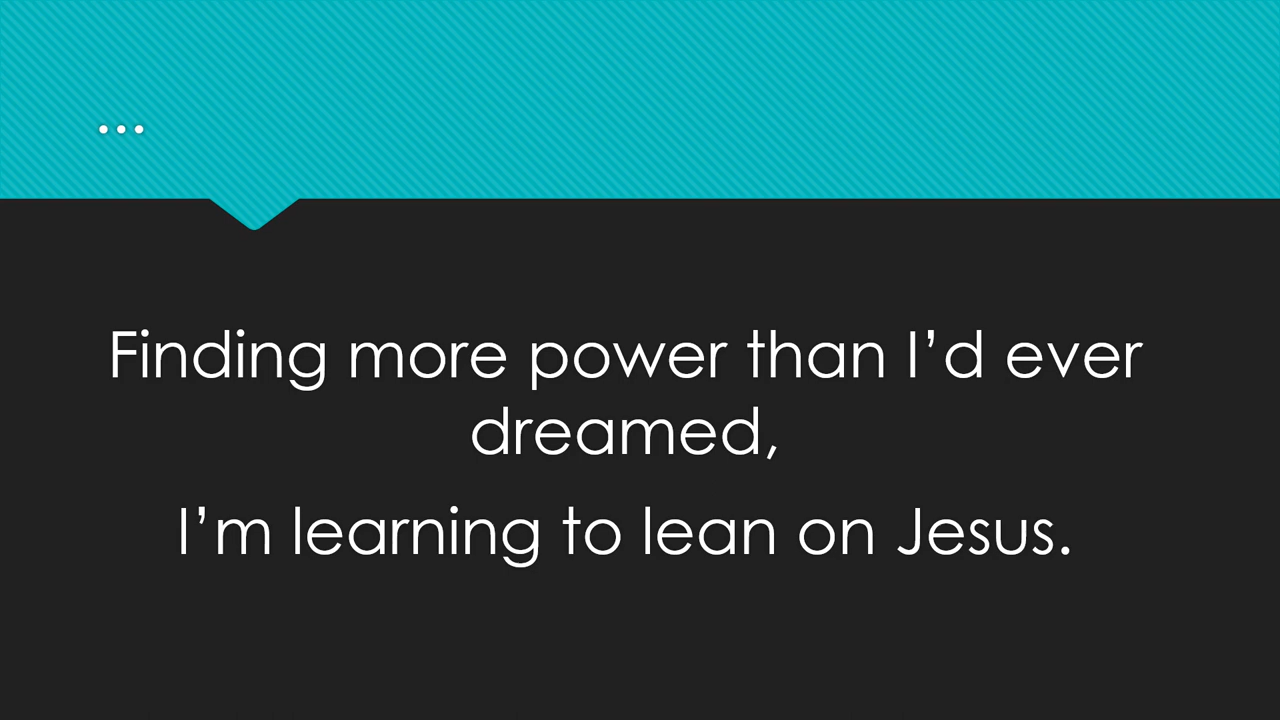 ...
Finding more power than I’d ever
dreamed,
I’m learning to lean on Jesus.